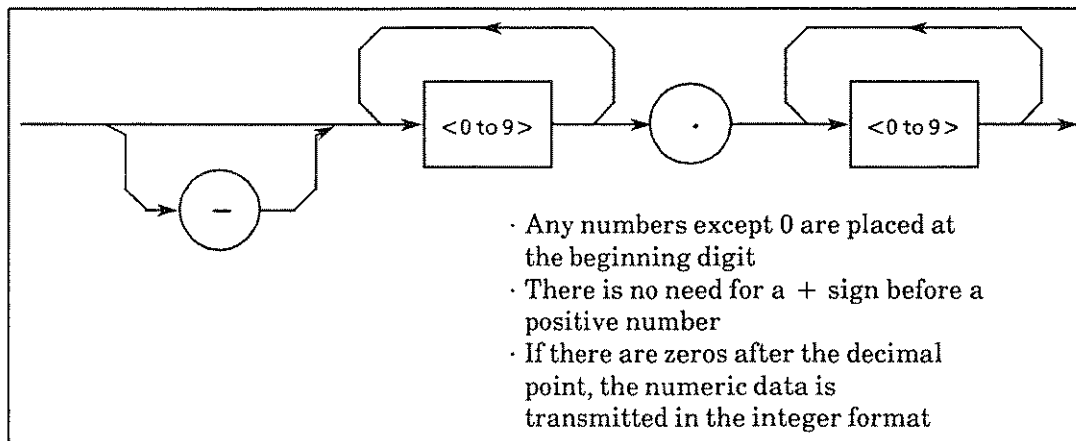 <0 to 9>
.
<0 to 9>
−
· Any numbers except 0 are placed at
the beginning digit
· There is no need for a + sign before a
positive number
· If there are zeros after the decimal
point, the numeric data is
transmitted in the integer format